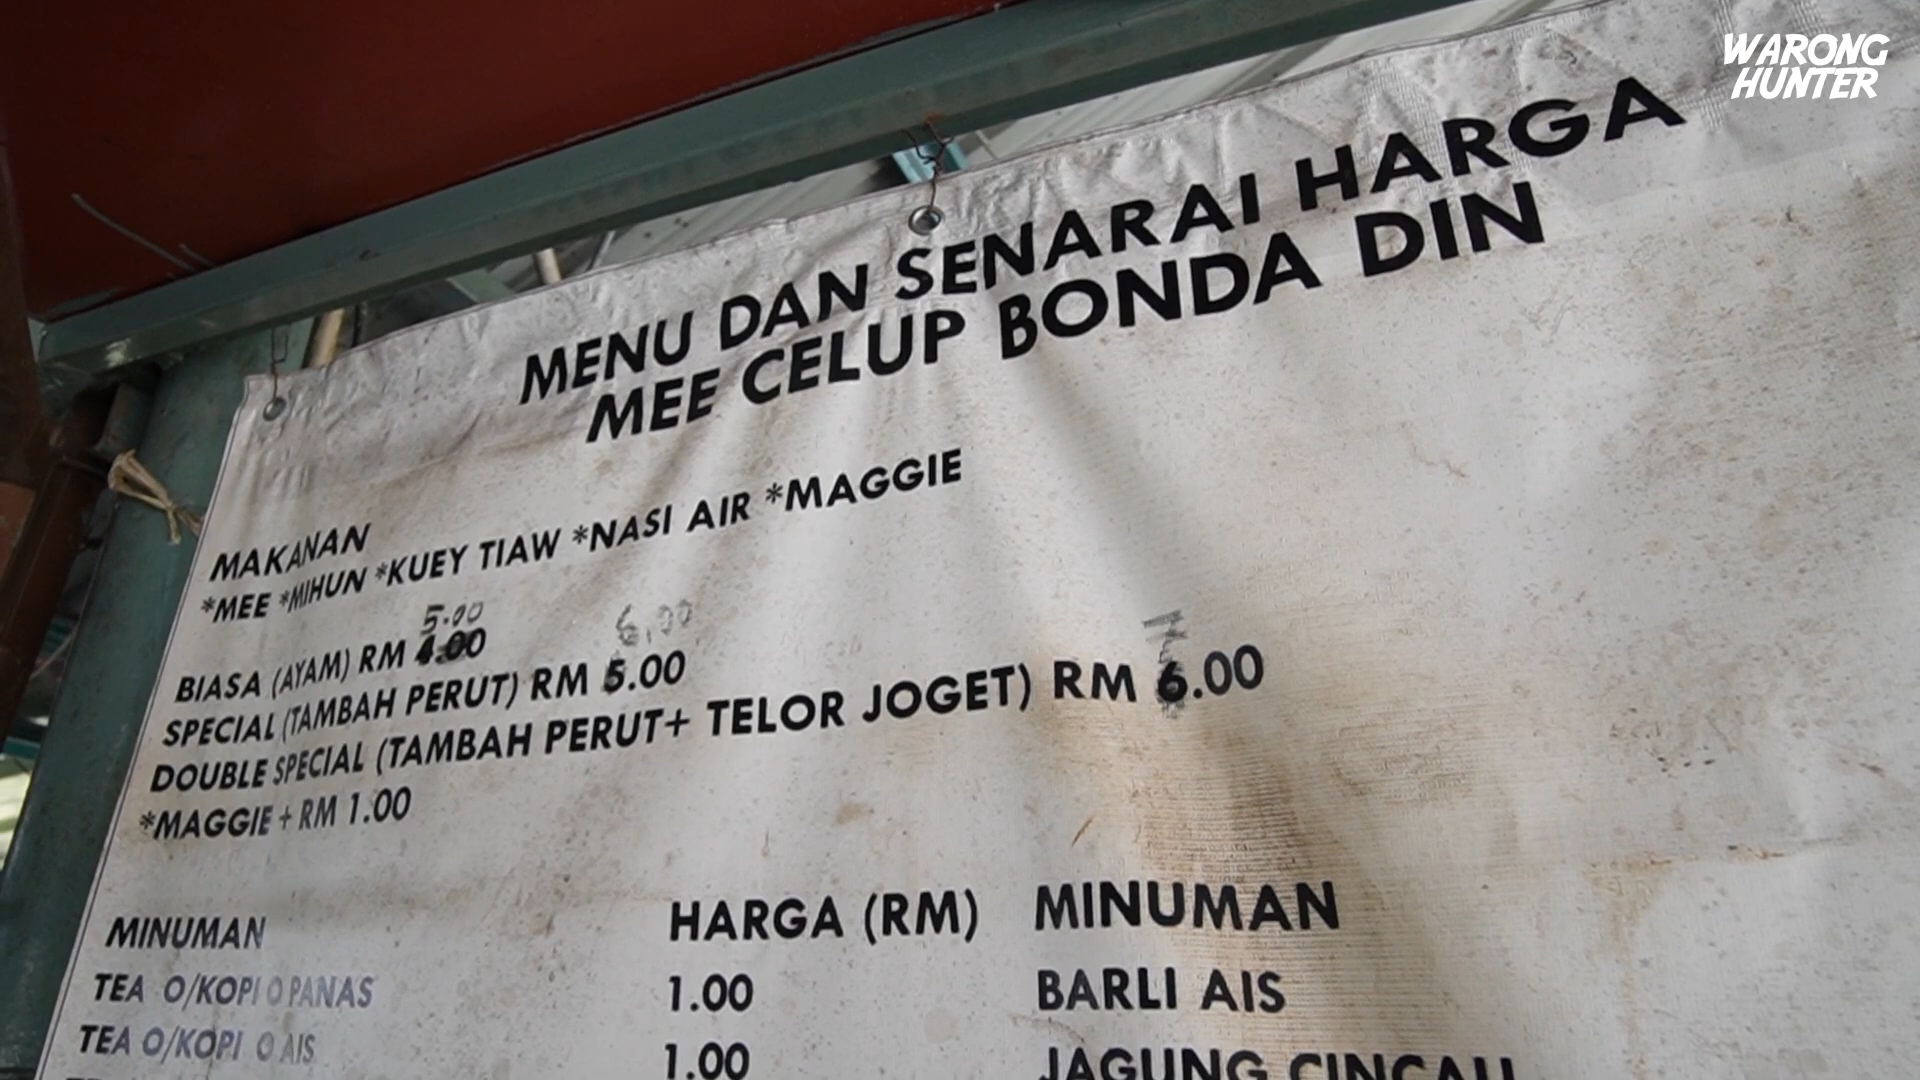 WARONG
HUNTER
MENU DAN SENARAI HARGA
MEE CELUP BONDA DIN
MAKANAN
*MEE *MIHUN *KUEY TIAW *NASI AIR *MAGGIE
5.00
BIASA (AYAM) RM 4.00
6.00
SPECIAL (TAMBAH PERUT) RM 5.00
7
DOUBLE SPECIAL (TAMBAH PERUT+ TELOR JOGET) RM 6.00
*MAGGIE + RM 1.00
MINUMAN HARGA (RM) MINUMAN
TEA O/KOPI O PANAS 1.00 BARLI AIS
TEA O/KOPI O AIS 1.00 JAGUNG CINCAU